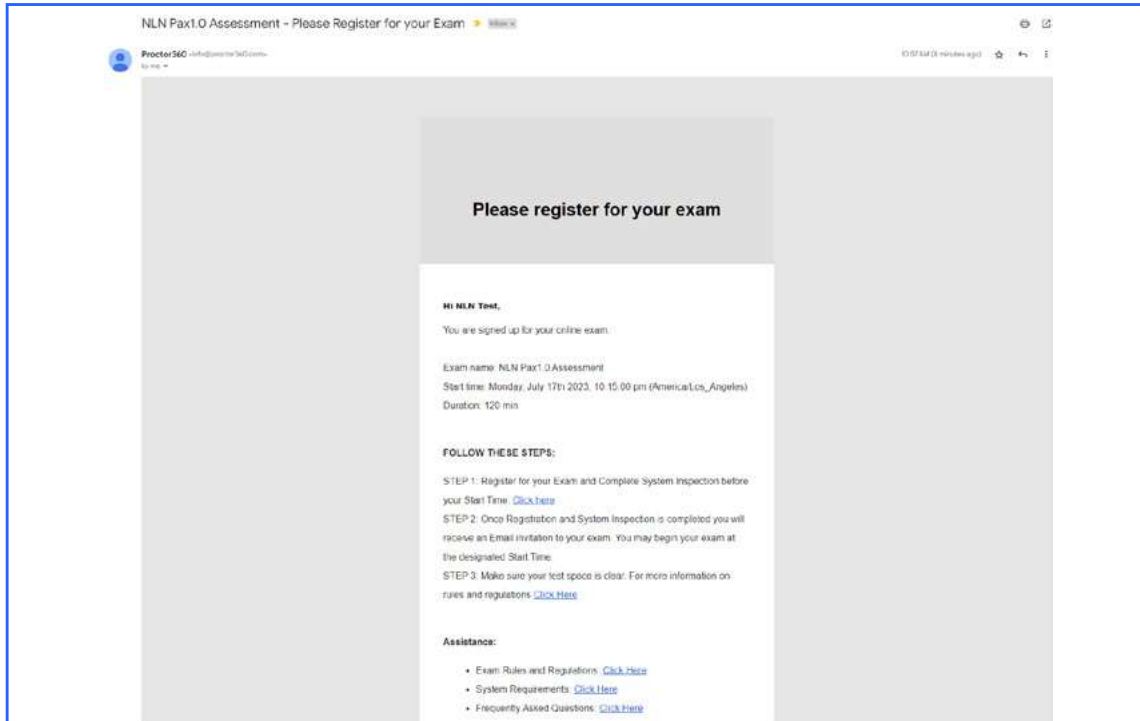 NLN Pax1.0 Assessment - Please Register for your Exam
Proctor360 <info@proctor360.com>
to me
Please register for your exam
Hi NLN Test,
You are signed up for your online exam.
Exam name: NLN Pax1.0 Assessment
Start time: Monday, July 17th 2023, 10:15:00 pm (America/Los_Angeles)
Duration: 120 min
FOLLOW THESE STEPS:
STEP 1: Register for your Exam and Complete System Inspection before
your Start Time. Click here
STEP 2: Once Registration and System Inspection is completed you will
receive an Email invitation to your exam. You may begin your exam at
the designated Start Time.
STEP 3: Make sure your test space is clear. For more information on
rules and regulations Click Here
Assistance:
• Exam Rules and Regulations: Click Here
• System Requirements: Click Here
• Frequently Asked Questions: Click Here